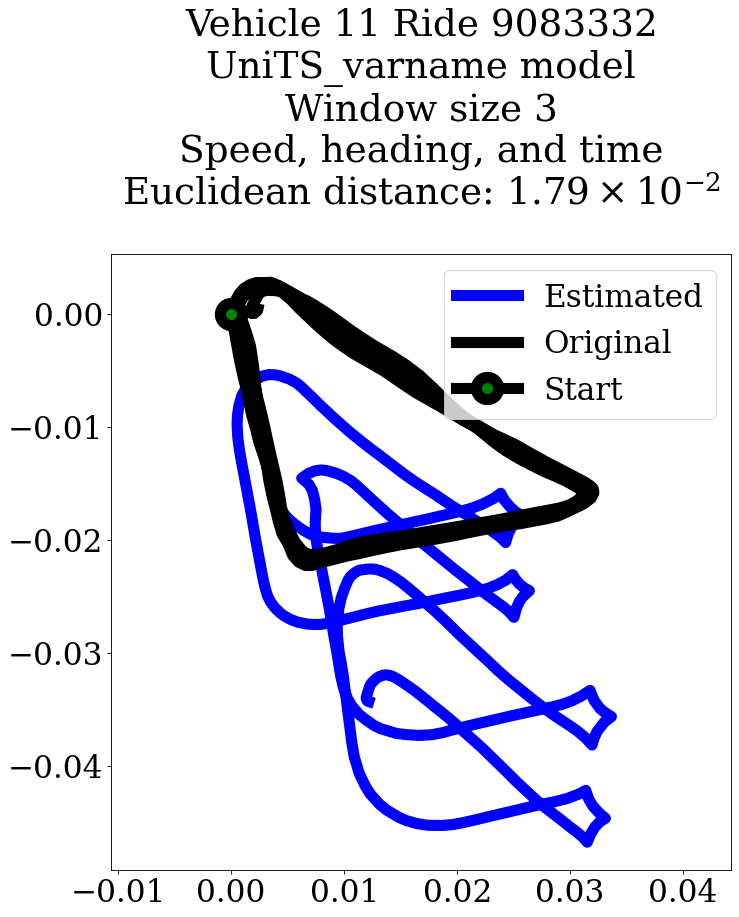 Vehicle 11 Ride 9083332
UniTS_varname model
Window size 3
Speed, heading, and time
Euclidean distance: 1.79 × 10⁻²
Estimated
Original
Start
0.00
−0.01
−0.02
−0.03
−0.04
−0.01 0.00 0.01 0.02 0.03 0.04